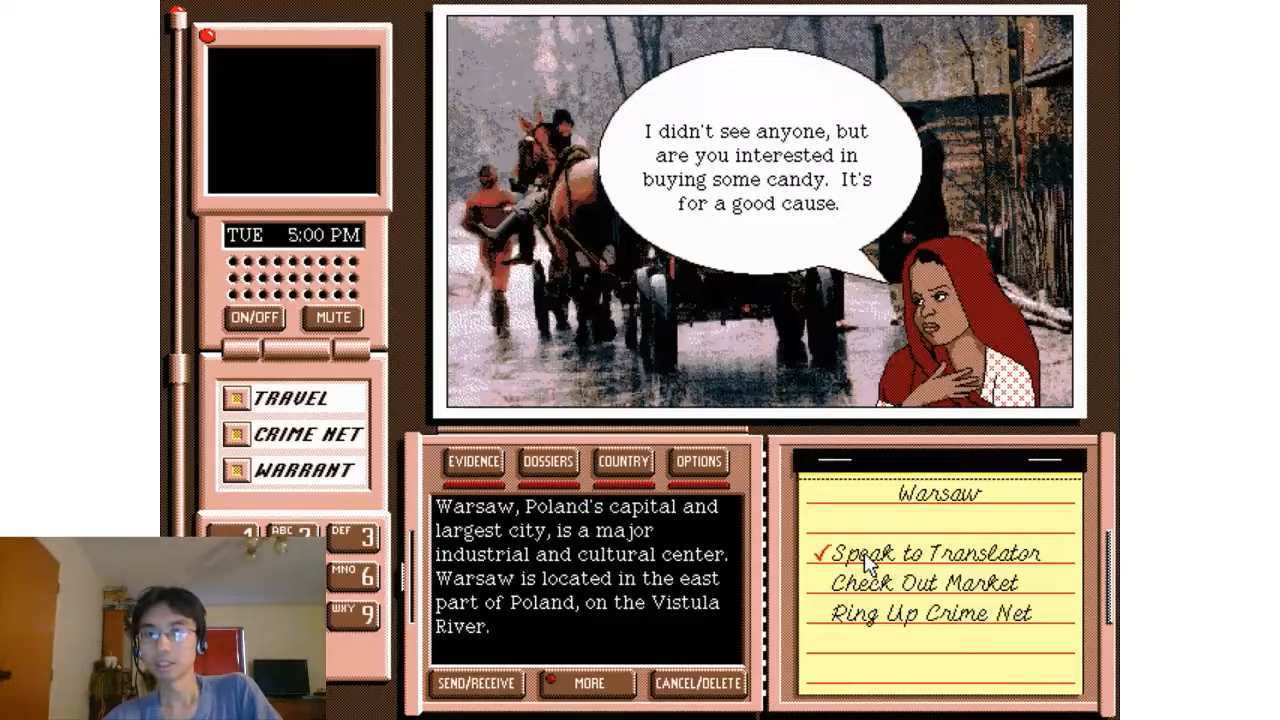 I didn't see anyone, but
are you interested in
buying some candy. It's
for a good cause.
TUE 5:00 PM
ON/OFF MUTE
TRAVEL
CRIME NET
WARRANT
1 ABC 2 DEF 3
MNO 6
WXY 9
EVIDENCE DOSSIERS COUNTRY OPTIONS
Warsaw, Poland's capital and
largest city, is a major
industrial and cultural center.
Warsaw is located in the east
part of Poland, on the Vistula
River.
SEND/RECEIVE MORE CANCEL/DELETE
Warsaw
Speak to Translator
Check Out Market
Ring Up Crime Net